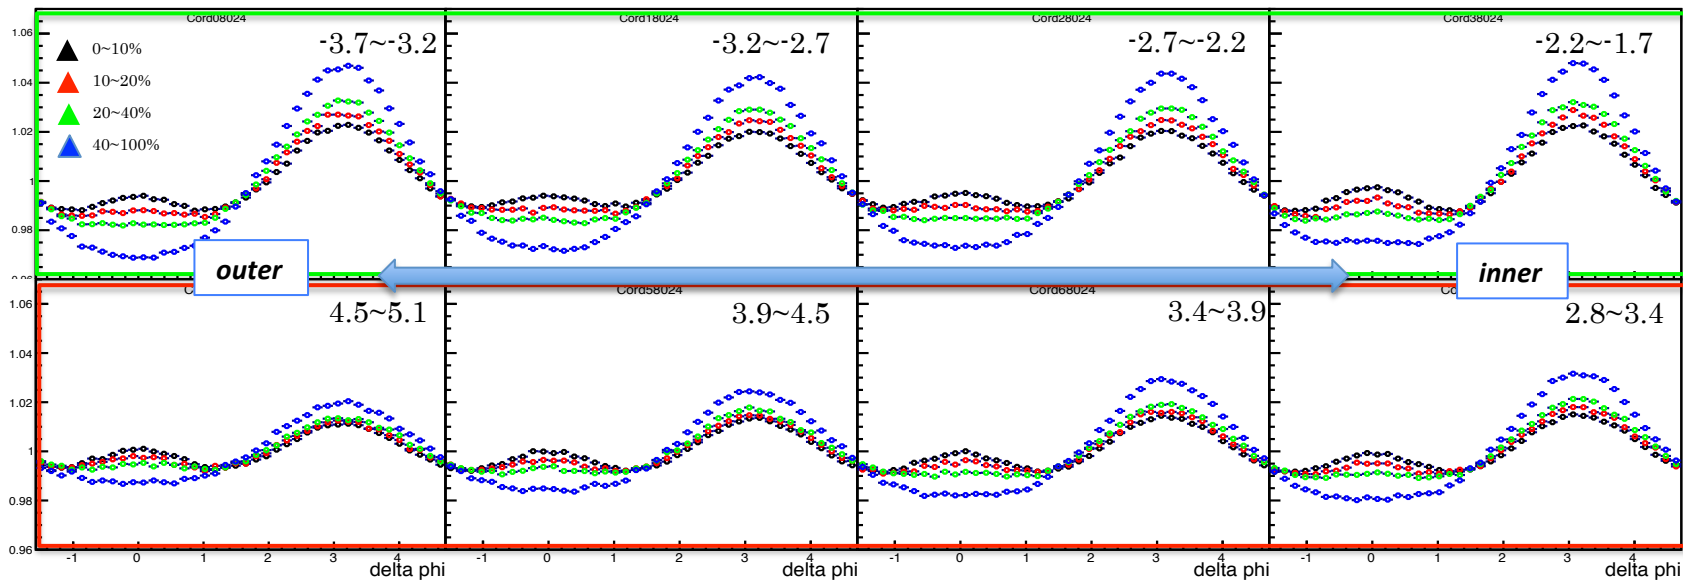 Cord08024 Cord18024 Cord28024 Cord38024
-3.7~-3.2 -3.2~-2.7 -2.7~-2.2 -2.2~-1.7
0~10%
10~20%
20~40%
40~100%
1.06
1.04
1.02
1
0.98
outer inner
Cord58024 Cord68024
4.5~5.1 3.9~4.5 3.4~3.9 2.8~3.4
1.06
1.04
1.02
1
0.98
0.96
-1 0 1 2 3 4 -1 0 1 2 3 4 -1 0 1 2 3 4 -1 0 1 2 3 4
delta phi delta phi delta phi delta phi